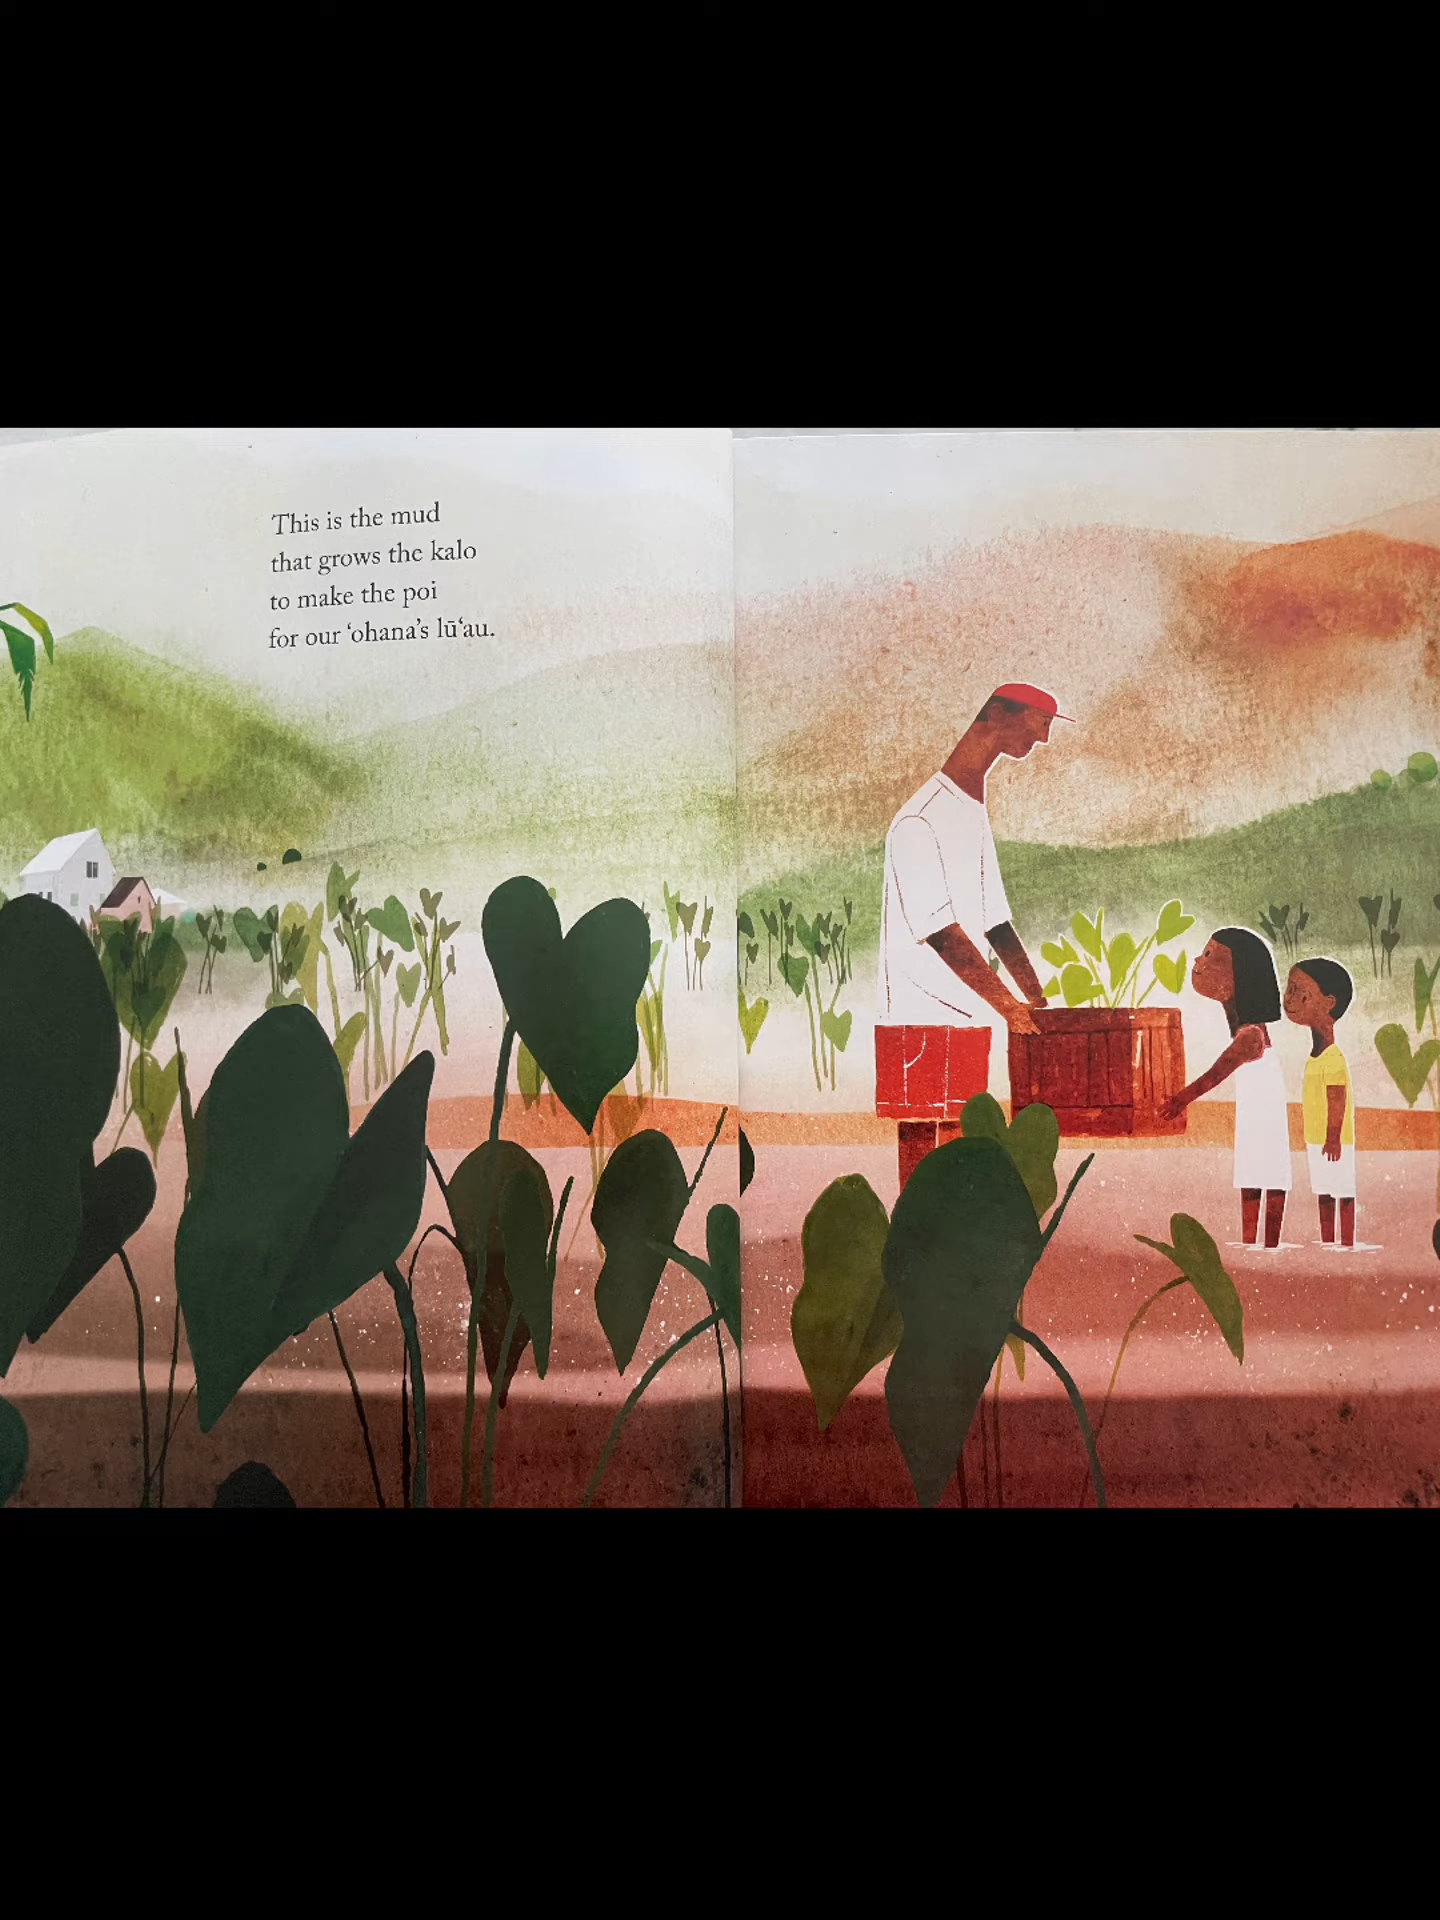 This is the mud
that grows the kalo
to make the poi
for our ʻohana’s lūʻau.